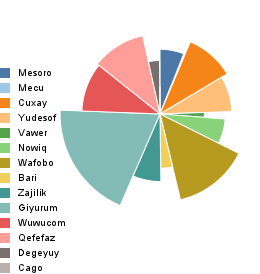 Mesoro
Mecu
Cuxay
Yudesof
Vawer
Nowiq
Wafobo
Bari
Zajilik
Giyurum
Wuwucom
Qefefaz
Degeyuy
Cago